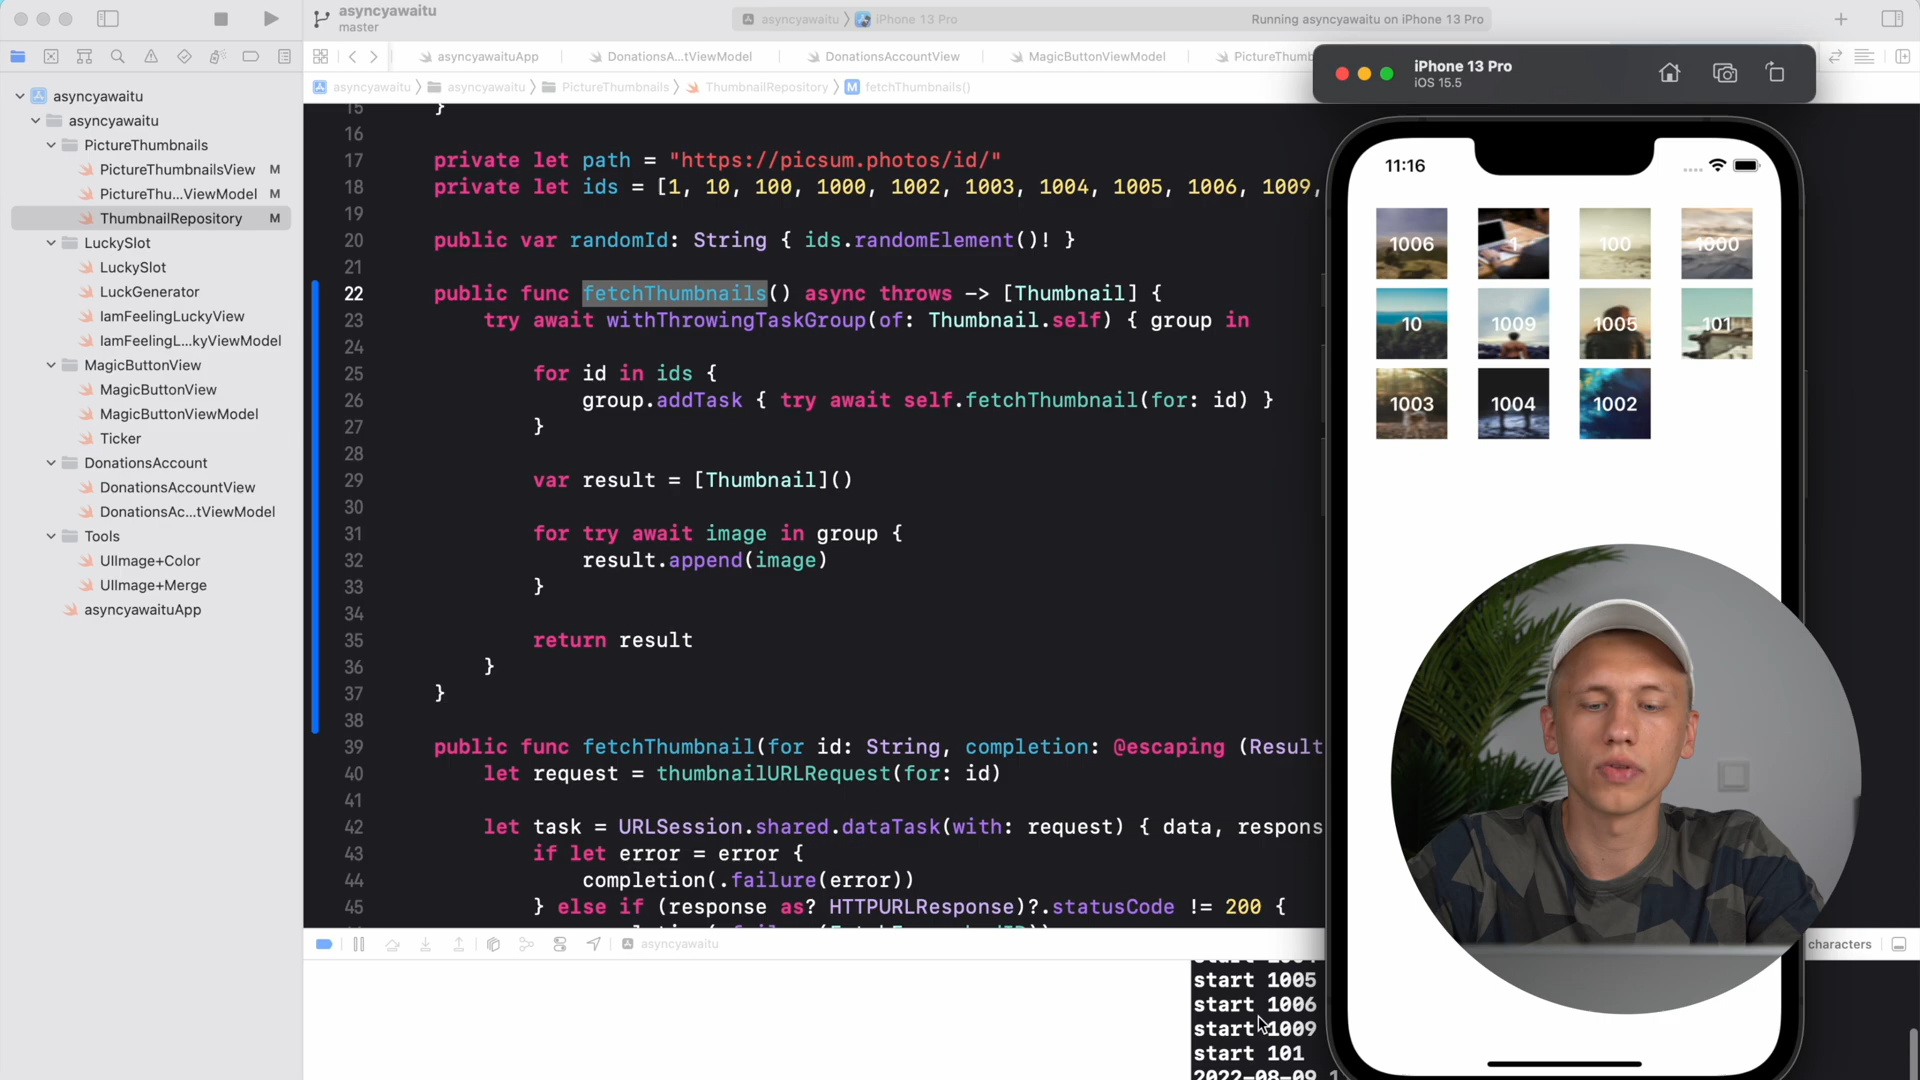 asyncyawaitu
master
asyncyawaitu
iPhone 13 Pro
Running asyncyawaitu on iPhone 13 Pro
asyncyawaituApp
DonationsA...tViewModel
DonationsAccountView
MagicButtonViewModel
PictureThumb
asyncyawaitu
asyncyawaitu
PictureThumbnails
ThumbnailRepository
M fetchThumbnails()
asyncyawaitu
asyncyawaitu
PictureThumbnails
PictureThumbnailsView M
PictureThu...ViewModel M
ThumbnailRepository M
LuckySlot
LuckySlot
LuckGenerator
IamFeelingLuckyView
IamFeelingL...kyViewModel
MagicButtonView
MagicButtonView
MagicButtonViewModel
Ticker
DonationsAccount
DonationsAccountView
DonationsAc...tViewModel
Tools
UIImage+Color
UIImage+Merge
asyncyawaituApp
15 }
16
17 private let path = "https://picsum.photos/id/"
18 private let ids = [1, 10, 100, 1000, 1002, 1003, 1004, 1005, 1006, 1009,
19
20 public var randomId: String { ids.randomElement()! }
21
22 public func fetchThumbnails() async throws -> [Thumbnail] {
23 try await withThrowingTaskGroup(of: Thumbnail.self) { group in
24
25 for id in ids {
26 group.addTask { try await self.fetchThumbnail(for: id) }
27 }
28
29 var result = [Thumbnail]()
30
31 for try await image in group {
32 result.append(image)
33 }
34
35 return result
36 }
37 }
38
39 public func fetchThumbnail(for id: String, completion: @escaping (Result
40 let request = thumbnailURLRequest(for: id)
41
42 let task = URLSession.shared.dataTask(with: request) { data, respons
43 if let error = error {
44 completion(.failure(error))
45 } else if (response as? HTTPURLResponse)?.statusCode != 200 {
asyncyawaitu
characters
start 1005
start 1006
start 1009
start 101
2022-08-09 1
iPhone 13 Pro
iOS 15.5
11:16
1006 1 100 1000
10 1009 1005 101
1003 1004 1002